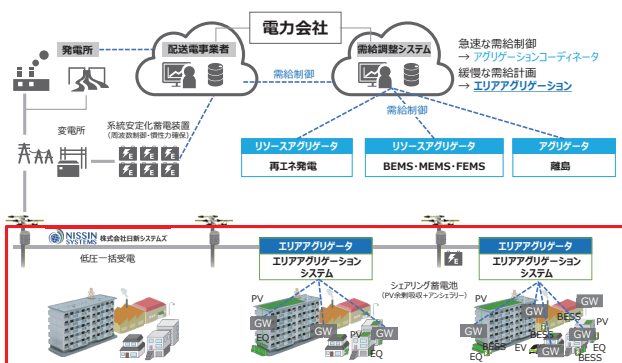 電力会社
発電所
配送電事業者
需給調整システム
急速な需給制御
→ アグリゲーションコーディネータ
緩慢な需給計画
→ エリアアグリゲーション
需給制御
需給制御
変電所
系統安定化蓄電装置
(周波数制御・慣性力確保)
リソースアグリゲータ
再エネ発電
リソースアグリゲータ
BEMS・MEMS・FEMS
アグリゲータ
離島
NISSIN
SYSTEMS
株式会社日新システムズ
低圧一括受電
エリアアグリゲータ
エリアアグリゲーション
システム
シェアリング蓄電池
(PV余剰吸収+アンシェラリー)
エリアアグリゲータ
エリアアグリゲーション
システム
PV
GW
EQ
GW
PV
GW
EQ
PV
GW
EQ
BESS
GW
BESS
EV
GW
PV
GW
EQ
BESS